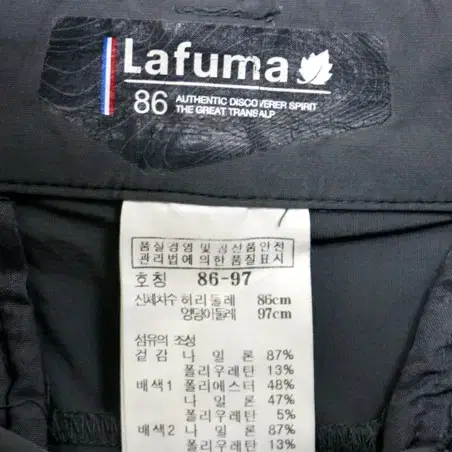 Lafuma
86 AUTHENTIC DISCOVERER SPIRIT
THE GREAT TRANSALP
품질경영 및 공산품안전
관리법에 의한 품질표시
호칭 86-97
신체치수 허리둘레 86cm
엉덩이둘레 97cm
섬유의 조성
겉감 나일론 87%
폴리우레탄 13%
배색1 폴리에스터 48%
나일론 47%
폴리우레탄 5%
배색2 나일론 87%
폴리우레탄 13%